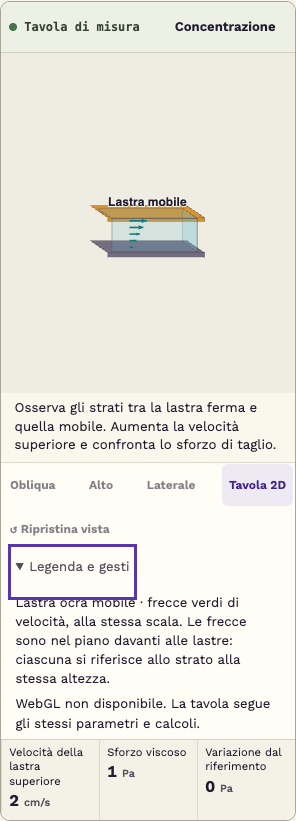 Tavola di misura
Concentrazione
Lastra mobile
Osserva gli strati tra la lastra ferma e
quella mobile. Aumenta la velocità
superiore e confronta lo sforzo di taglio.
Obliqua
Alto
Laterale
Tavola 2D
↺ Ripristina vista
▼ Legenda e gesti
Lastra ocra mobile · frecce verdi di
velocità, alla stessa scala. Le frecce
sono nel piano davanti alle lastre:
ciascuna si riferisce allo strato alla
stessa altezza.
WebGL non disponibile. La tavola segue
gli stessi parametri e calcoli.
Velocità della
lastra
superiore
2 cm/s
Sforzo viscoso
1 Pa
Variazione dal
riferimento
0 Pa